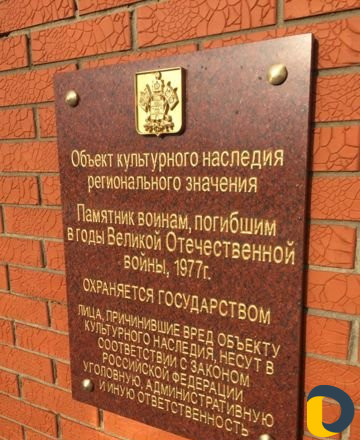 Объект культурного наследия
регионального значения
Памятник воинам, погибшим
в годы Великой Отечественной
войны, 1977г.
ОХРАНЯЕТСЯ ГОСУДАРСТВОМ
ЛИЦА, ПРИЧИНИВШИЕ ВРЕД ОБЪЕКТУ
КУЛЬТУРНОГО НАСЛЕДИЯ, НЕСУТ В
СООТВЕТСТВИИ С ЗАКОНОМ
РОССИЙСКОЙ ФЕДЕРАЦИИ
УГОЛОВНУЮ, АДМИНИСТРАТИВНУЮ
И ИНУЮ ОТВЕТСТВЕННОСТЬ